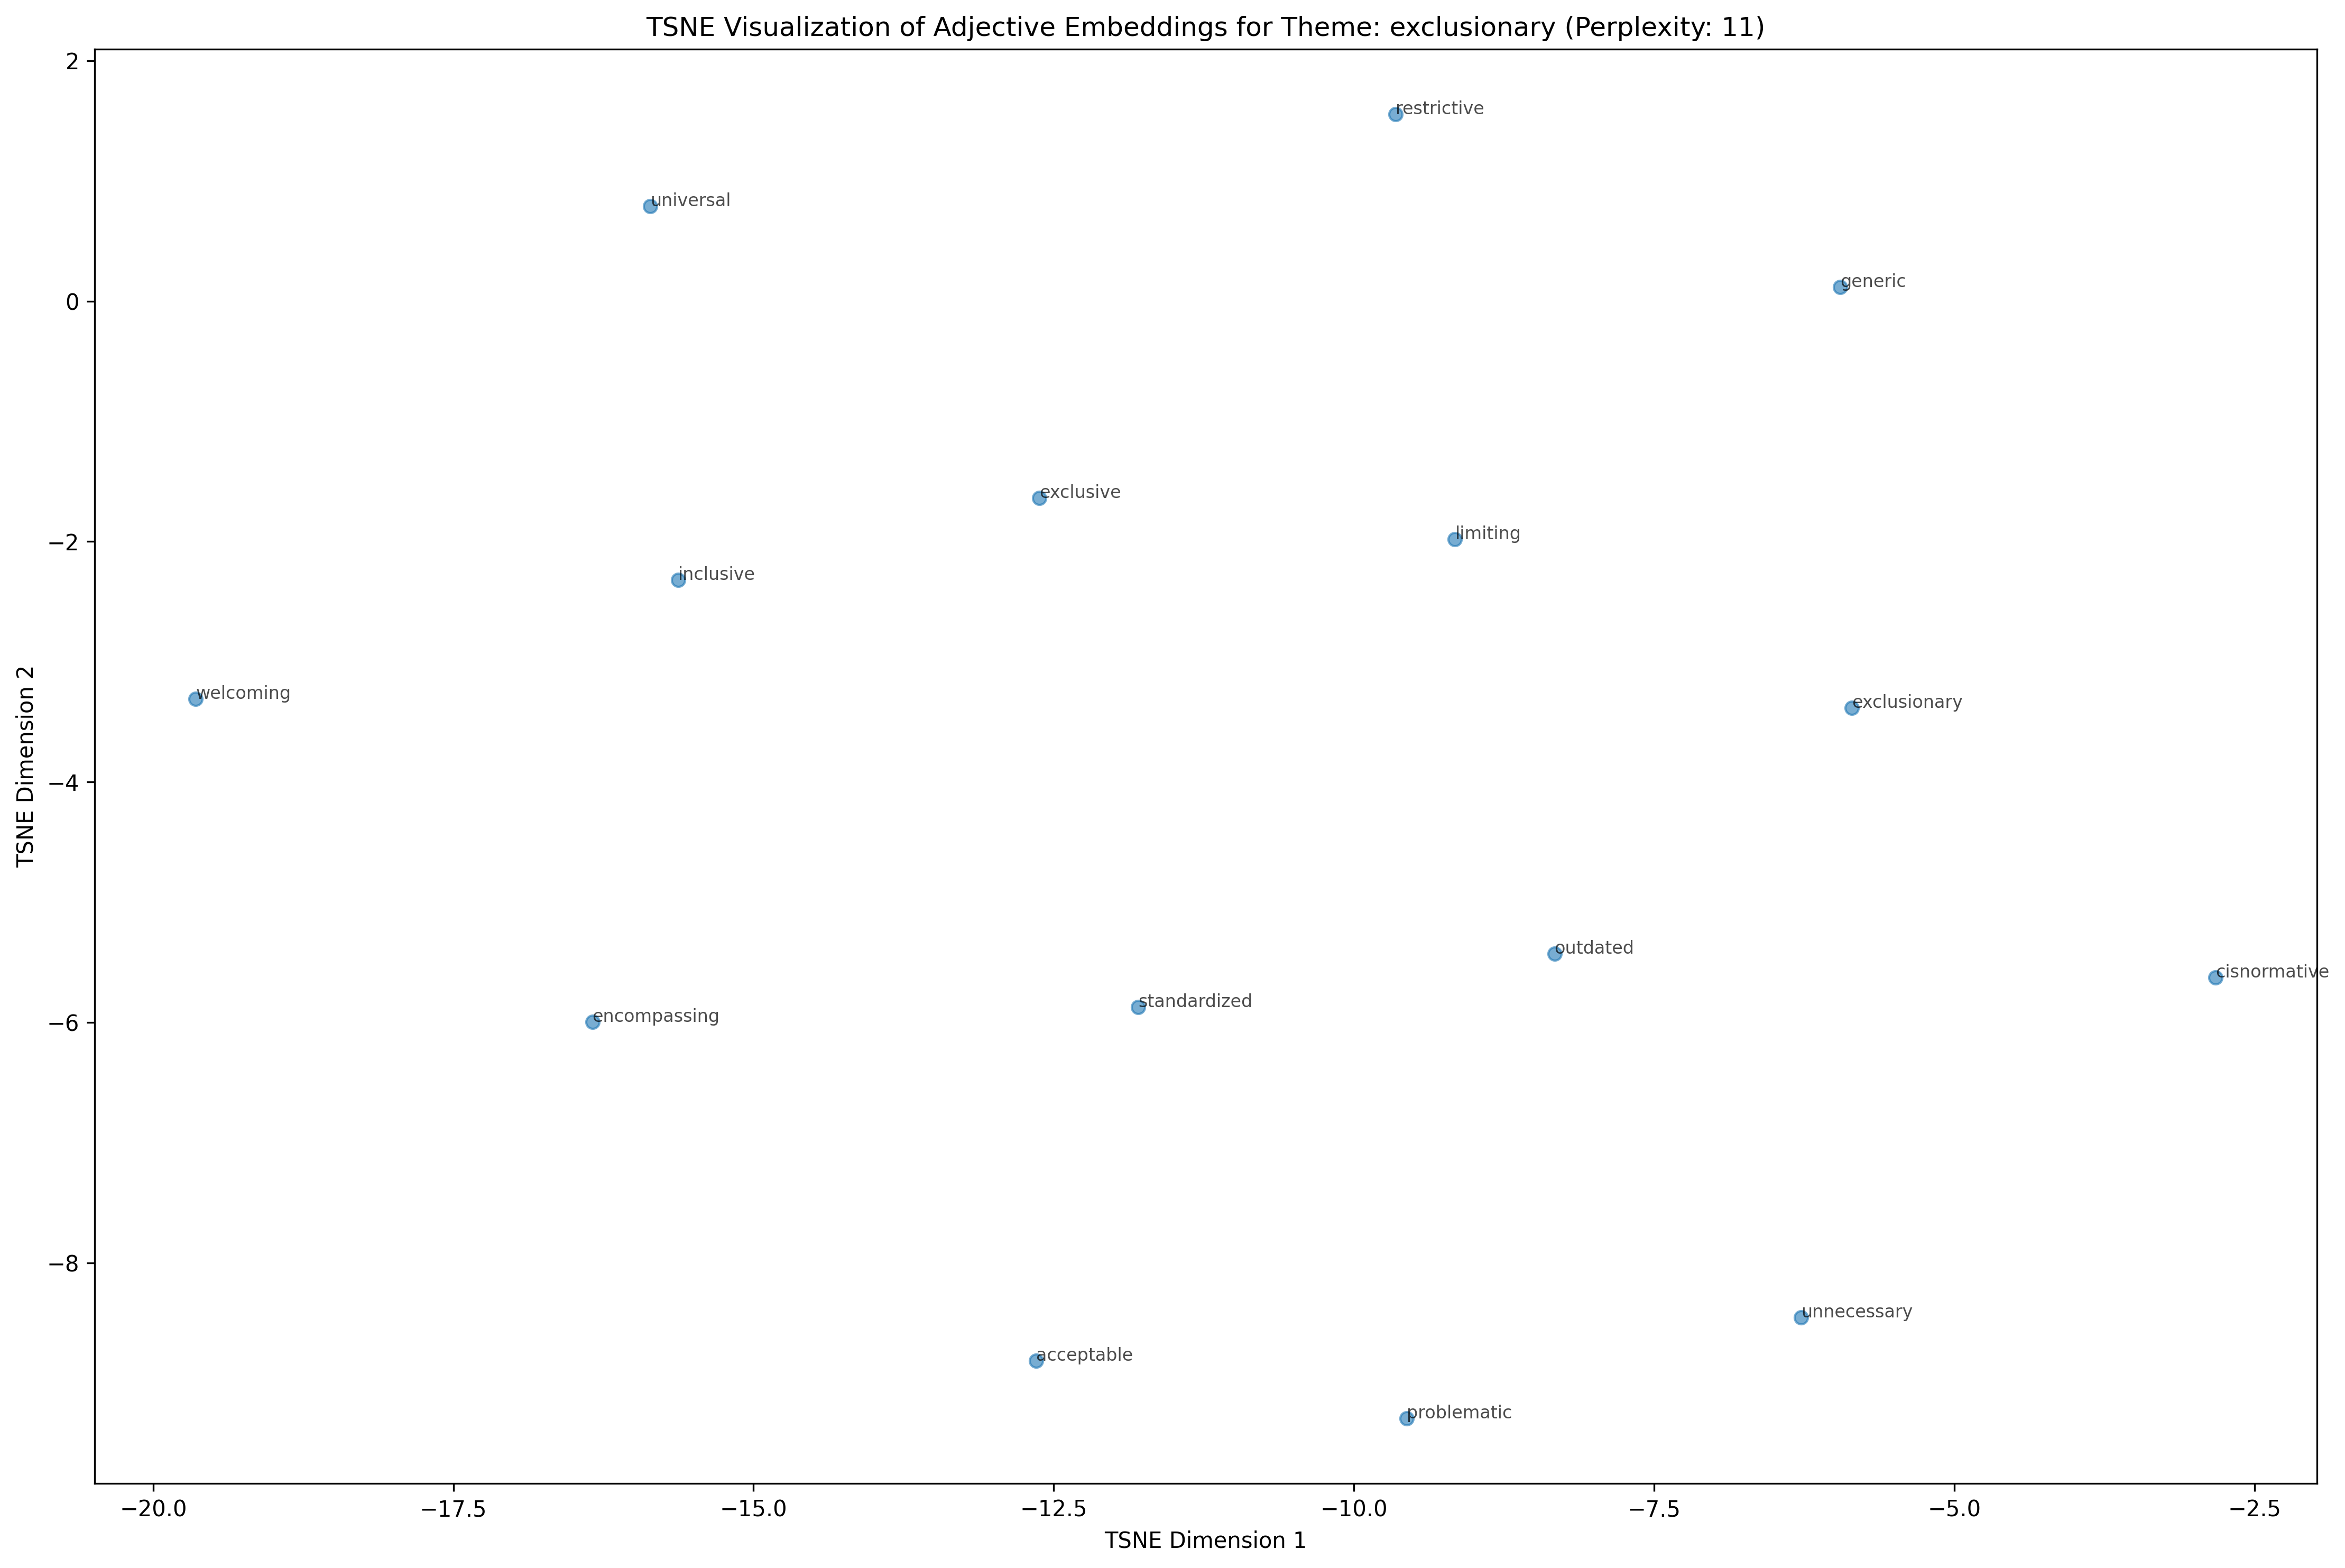 TSNE Visualization of Adjective Embeddings for Theme: exclusionary (Perplexity: 11)
2
restrictive
universal
generic
0
exclusive
limiting
−2
inclusive
welcoming
exclusionary
−4
outdated
cisnormative
standardized
encompassing
−6
−8
unnecessary
acceptable
problematic
TSNE Dimension 2
−20.0
−17.5
−15.0
−12.5
−10.0
−7.5
−5.0
−2.5
TSNE Dimension 1